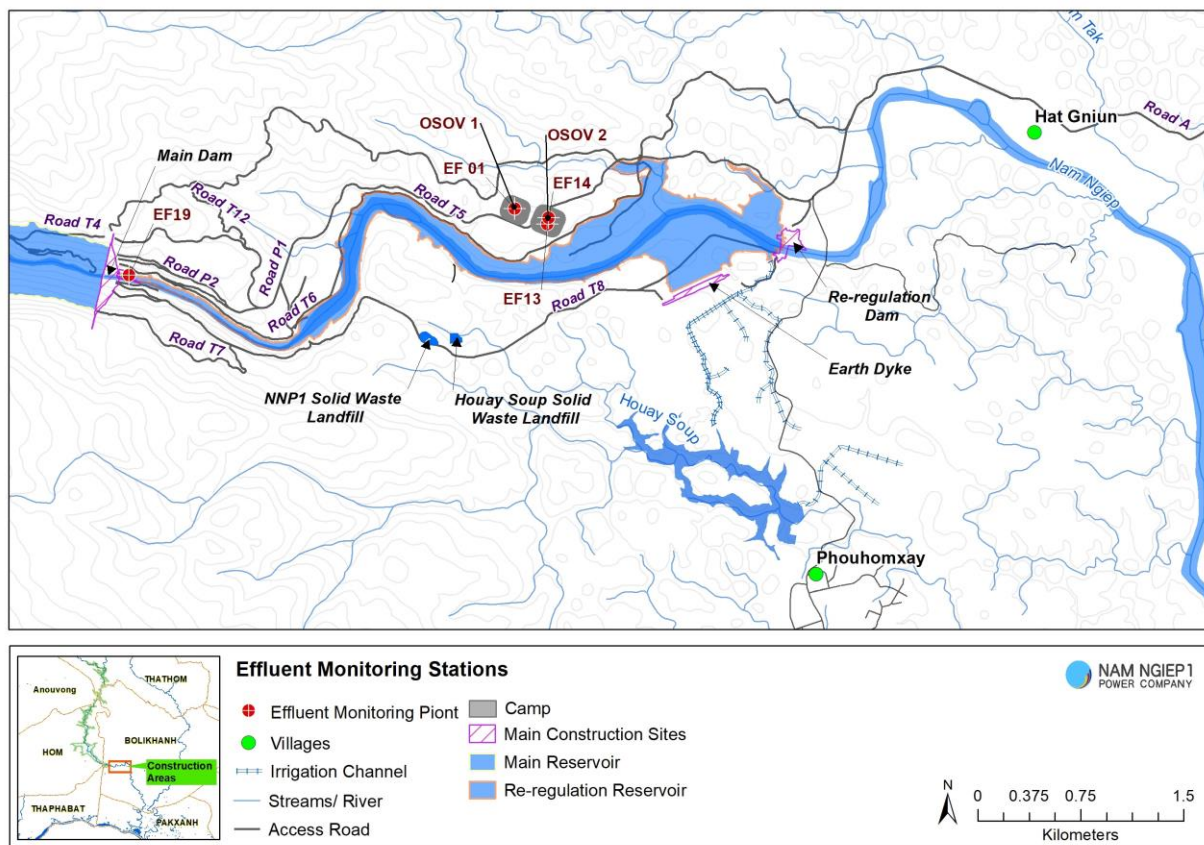 m Tak
OSOV 1
OSOV 2
Hat Gniun
Road A
Main Dam
EF 01
EF14
Nam Ngiep
Road T5
Road T12
EF19
Road T4
Road P1
Road P2
EF13
Road T8
Re-regulation
Dam
Road T6
Road T7
Earth Dyke
NNP1 Solid Waste
Landfill
Houay Soup Solid
Waste Landfill
Houay Soup
Phouhomxay
Anouvong
THATHOM
HOM
BOLIKHANH
Construction
Areas
THAPHABAT
PAKXANH
Effluent Monitoring Stations
Effluent Monitoring Piont
Villages
Irrigation Channel
Streams/ River
Access Road
Camp
Main Construction Sites
Main Reservoir
Re-regulation Reservoir
NAM NGIEP1
POWER COMPANY
N
0 0.375 0.75 1.5
Kilometers